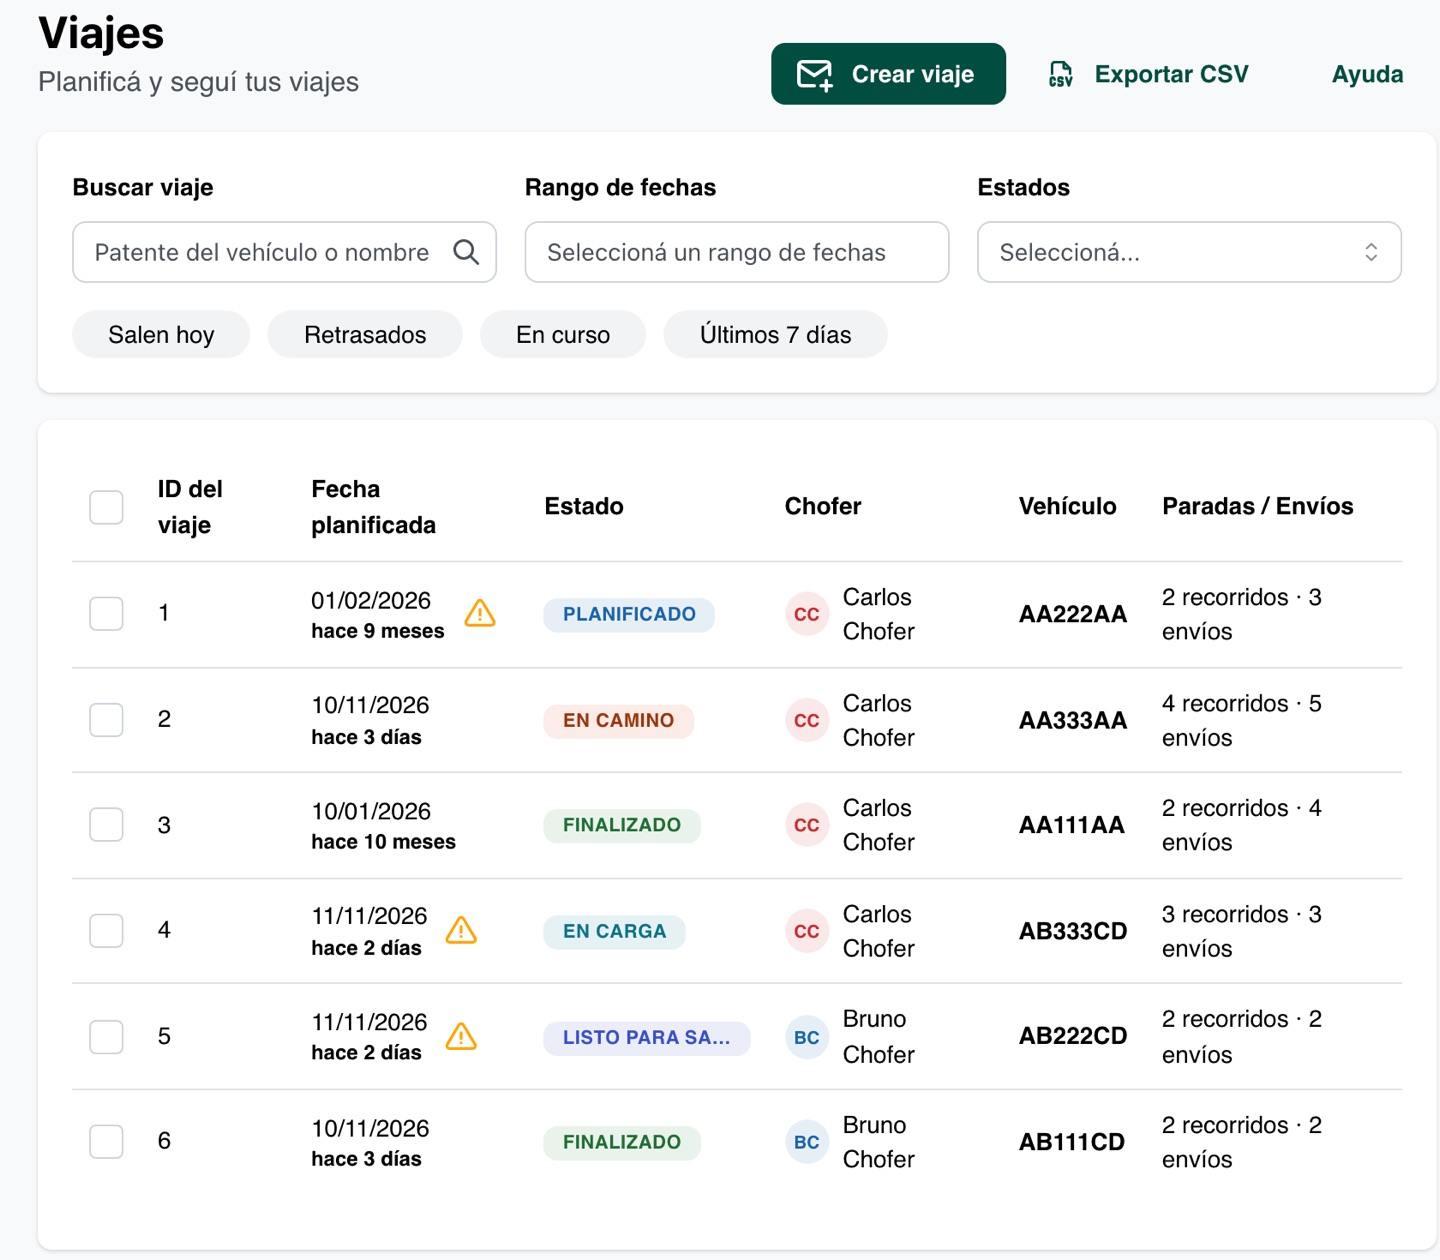 Viajes
Planificá y seguí tus viajes
Crear viaje
CSV
Exportar CSV
Ayuda
Buscar viaje
Rango de fechas
Estados
Patente del vehículo o nombre
Seleccioná un rango de fechas
Seleccioná...
Salen hoy
Retrasados
En curso
Últimos 7 días
ID del
viaje
Fecha
planificada
Estado
Chofer
Vehículo
Paradas / Envíos
1
01/02/2026
hace 9 meses
PLANIFICADO
CC
Carlos
Chofer
AA222AA
2 recorridos · 3
envíos
2
10/11/2026
hace 3 días
EN CAMINO
CC
Carlos
Chofer
AA333AA
4 recorridos · 5
envíos
3
10/01/2026
hace 10 meses
FINALIZADO
CC
Carlos
Chofer
AA111AA
2 recorridos · 4
envíos
4
11/11/2026
hace 2 días
EN CARGA
CC
Carlos
Chofer
AB333CD
3 recorridos · 3
envíos
5
11/11/2026
hace 2 días
LISTO PARA SA...
BC
Bruno
Chofer
AB222CD
2 recorridos · 2
envíos
6
10/11/2026
hace 3 días
FINALIZADO
BC
Bruno
Chofer
AB111CD
2 recorridos · 2
envíos